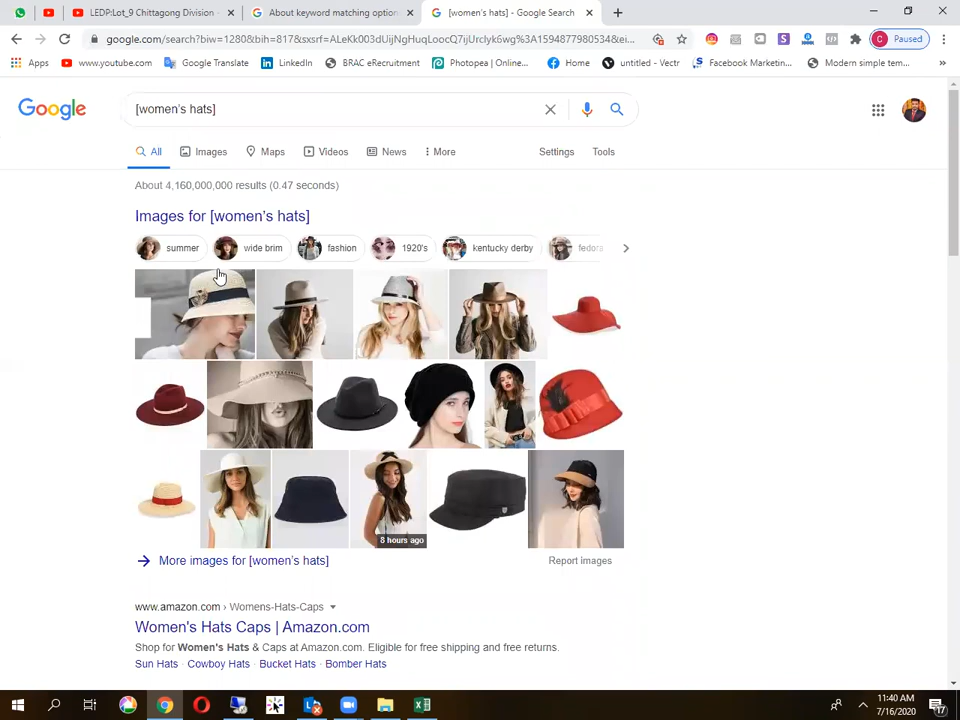 LEDP:Lot_9 Chittagong Division -
About keyword matching option
[women's hats] - Google Search
google.com/search?biw=1280&bih=817&sxsrf=ALeKk003dUijNgHuqLoocQ7ijUrclyk6wg%3A1594877980534&ei...
Paused
Apps
www.youtube.com
Google Translate
LinkedIn
BRAC eRecruitment
Photopea | Online...
Home
untitled - Vectr
Facebook Marketin...
Modern simple tem...
Google
[women's hats]
All
Images
Maps
Videos
News
More
Settings
Tools
About 4,160,000,000 results (0.47 seconds)
Images for [women's hats]
summer
wide brim
fashion
1920's
kentucky derby
fedora
8 hours ago
More images for [women's hats]
Report images
www.amazon.com › Womens-Hats-Caps
Women's Hats Caps | Amazon.com
Shop for Women's Hats & Caps at Amazon.com. Eligible for free shipping and free returns.
Sun Hats · Cowboy Hats · Bucket Hats · Bomber Hats
11:40 AM
7/16/2020
17